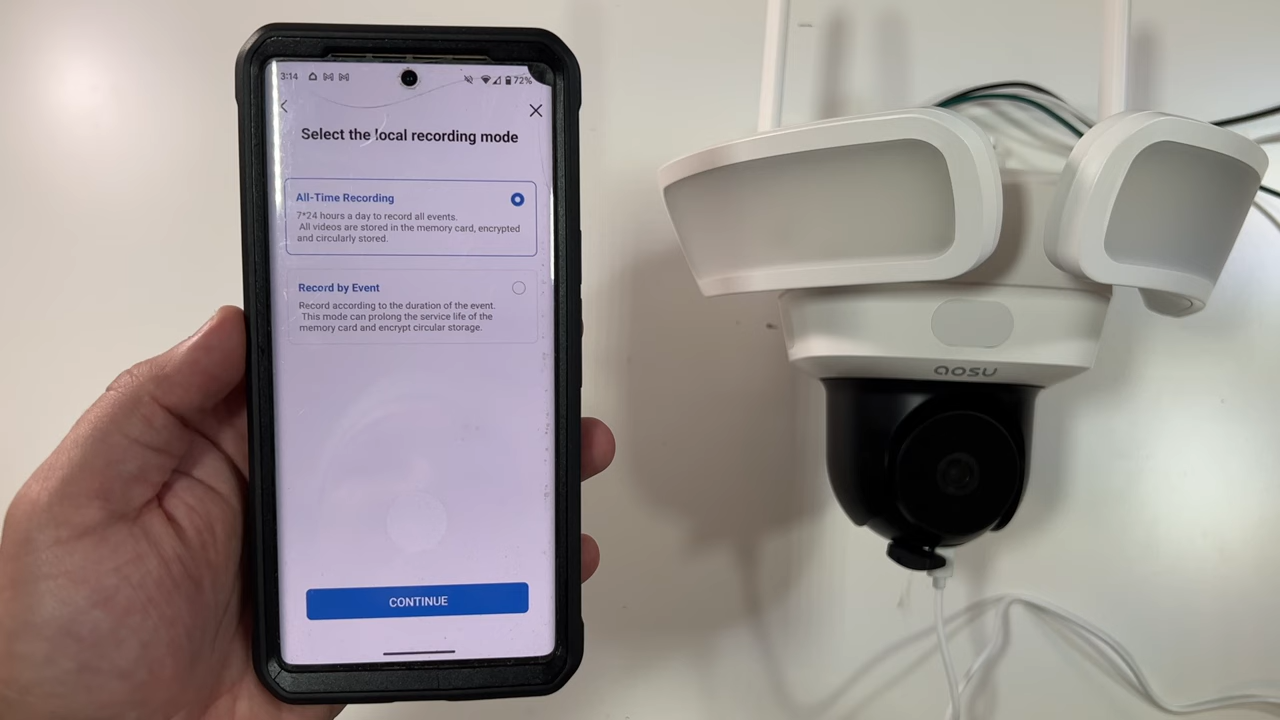 3:14
72%
Select the local recording mode
All-Time Recording
7*24 hours a day to record all events.
All videos are stored in the memory card, encrypted
and circularly stored.
Record by Event
Record according to the duration of the event.
This mode can prolong the service life of the
memory card and encrypt circular storage.
CONTINUE
aosu